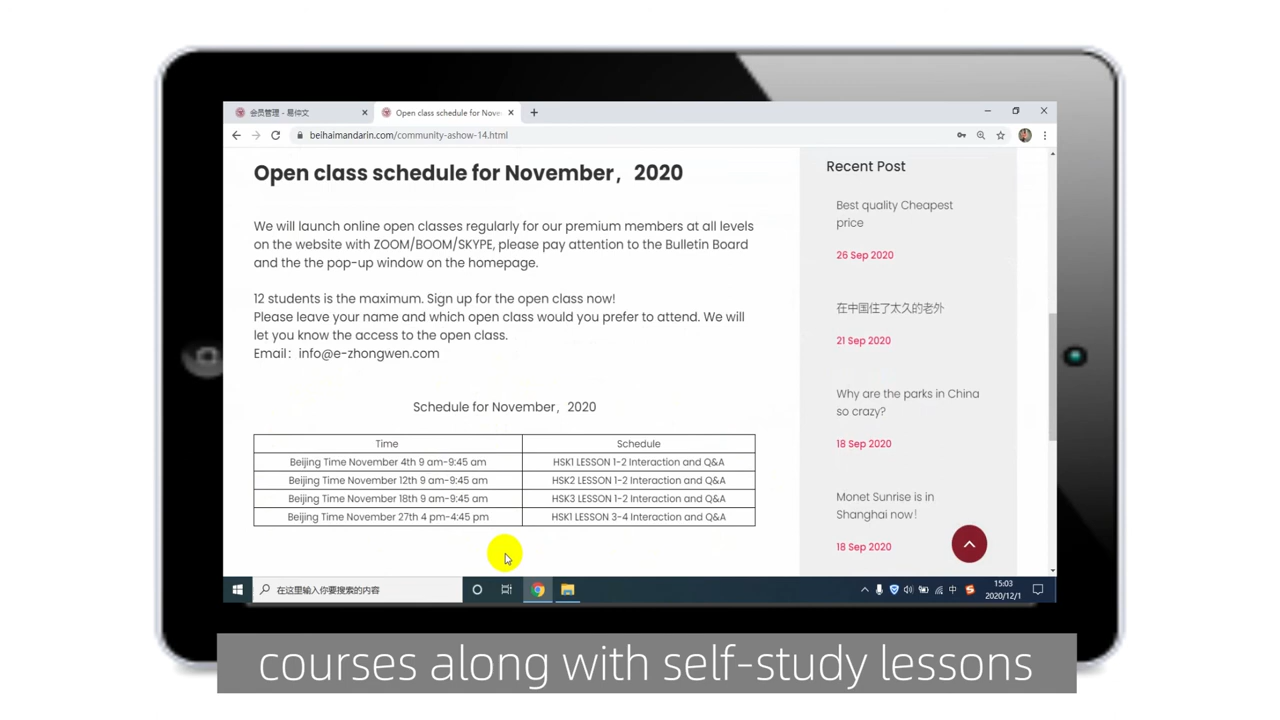 会员管理 - 易仲文
Open class schedule for Nove
beihaimandarin.com/community-ashow-14.html
Open class schedule for November，2020
We will launch online open classes regularly for our premium members at all levels
on the website with ZOOM/BOOM/SKYPE, please pay attention to the Bulletin Board
and the the pop-up window on the homepage.
12 students is the maximum. Sign up for the open class now!
Please leave your name and which open class would you prefer to attend. We will
let you know the access to the open class.
Email：info@e-zhongwen.com
Schedule for November，2020
Time Schedule
Beijing Time November 4th 9 am-9:45 am HSK1 LESSON 1-2 Interaction and Q&A
Beijing Time November 12th 9 am-9:45 am HSK2 LESSON 1-2 Interaction and Q&A
Beijing Time November 18th 9 am-9:45 am HSK3 LESSON 1-2 Interaction and Q&A
Beijing Time November 27th 4 pm-4:45 pm HSK1 LESSON 3-4 Interaction and Q&A
Recent Post
Best quality Cheapest
price
26 Sep 2020
在中国住了太久的老外
21 Sep 2020
Why are the parks in China
so crazy?
18 Sep 2020
Monet Sunrise is in
Shanghai now！
18 Sep 2020
在这里输入你要搜索的内容
中
15:03
2020/12/1
courses along with self-study lessons